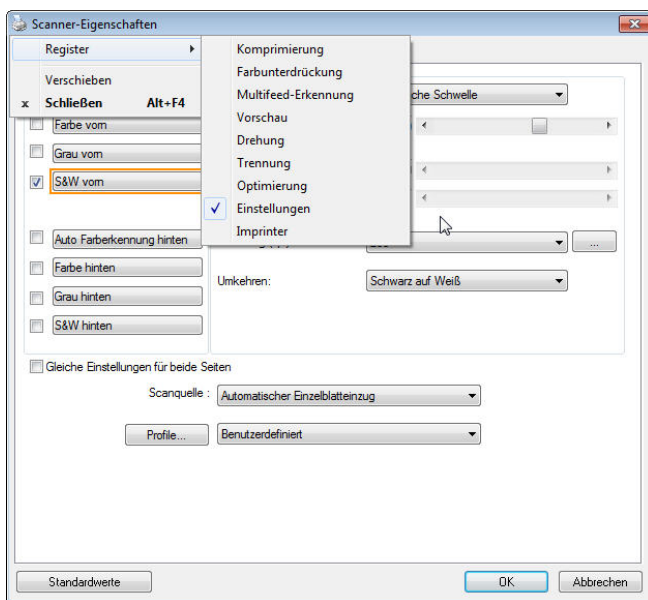 Scanner-Eigenschaften
Register
Verschieben
x Schließen Alt+F4
Komprimierung
Farbunterdrückung
Multifeed-Erkennung
Vorschau
Drehung
Trennung
Optimierung
Einstellungen
Imprinter
che Schwelle
Farbe vorn
Grau vorn
S&W vorn
Auto Farberkennung hinten
...
Farbe hinten
Umkehren:
Schwarz auf Weiß
Grau hinten
S&W hinten
Gleiche Einstellungen für beide Seiten
Scanquelle :
Automatischer Einzelblatteinzug
Profile...
Benutzerdefiniert
Standardwerte
OK
Abbrechen